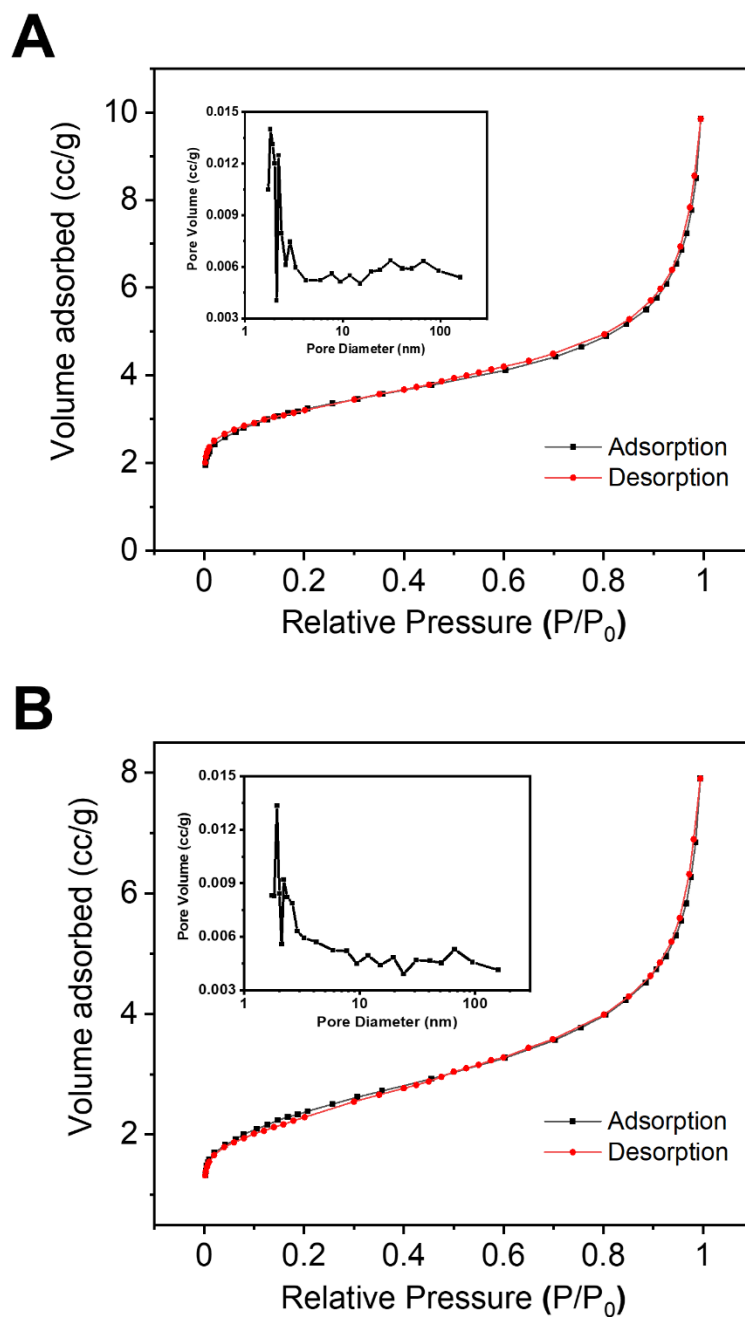 A
Volume adsorbed (cc/g)
10
8
6
4
2
0
0
0.2
0.4
0.6
0.8
1
Relative Pressure (P/P0)
Adsorption
Desorption
Pore Volume (cc/g)
0.015
0.012
0.009
0.006
0.003
1
10
100
Pore Diameter (nm)
B
Volume adsorbed (cc/g)
8
6
4
2
0
0.2
0.4
0.6
0.8
1
Relative Pressure (P/P0)
Adsorption
Desorption
Pore Volume (cc/g)
0.015
0.012
0.009
0.006
0.003
1
10
100
Pore Diameter (nm)